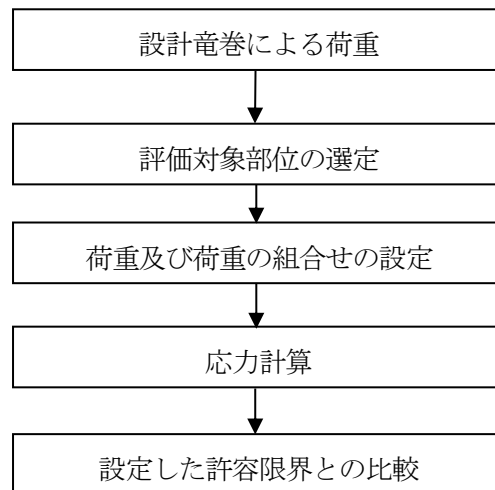 設計竜巻による荷重
評価対象部位の選定
荷重及び荷重の組合せの設定
応力計算
設定した許容限界との比較